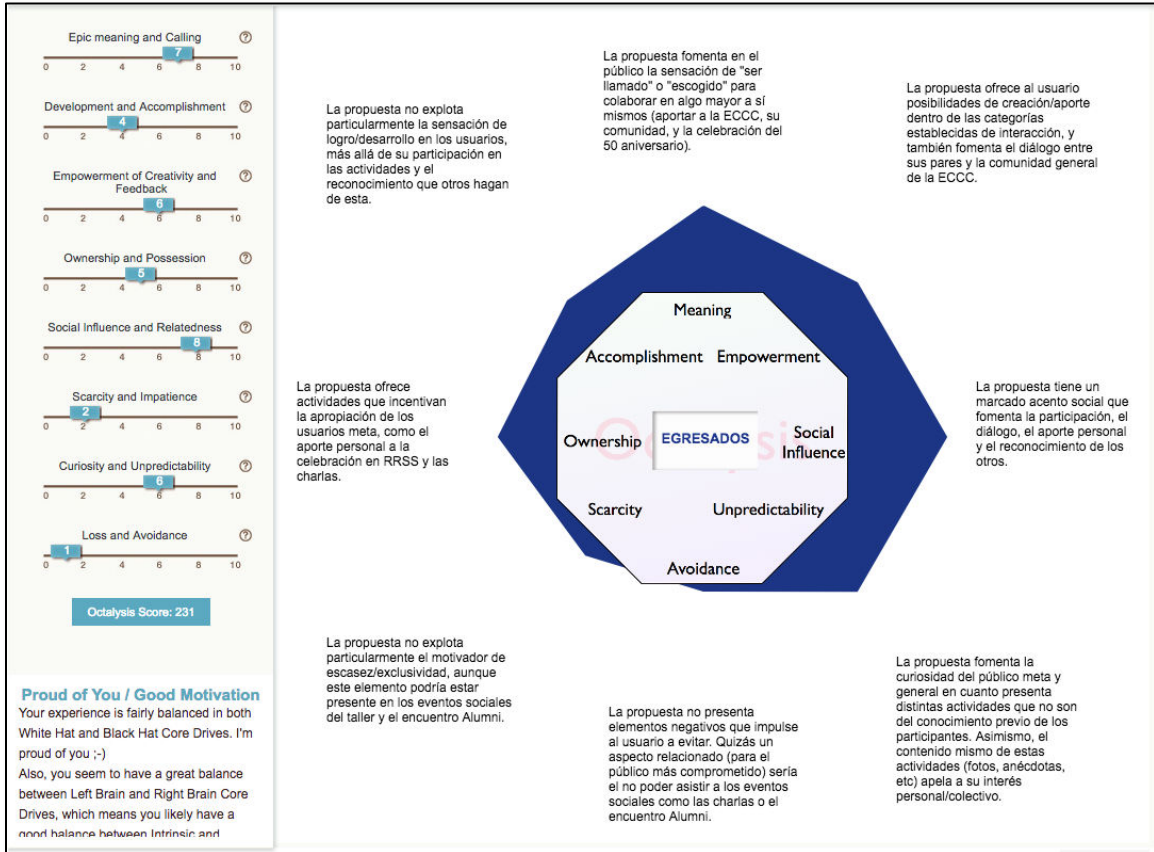 Epic meaning and Calling ?
7
0 2 4 6 8 10
Development and Accomplishment ?
4
0 2 4 6 8 10
Empowerment of Creativity and ?
Feedback
6
0 2 4 6 8 10
Ownership and Possession ?
5
0 2 4 6 8 10
Social Influence and Relatedness ?
8
0 2 4 6 8 10
Scarcity and Impatience ?
2
0 2 4 6 8 10
Curiosity and Unpredictability ?
6
0 2 4 6 8 10
Loss and Avoidance ?
1
0 2 4 6 8 10
Octalysis Score: 231
Proud of You / Good Motivation
Your experience is fairly balanced in both
White Hat and Black Hat Core Drives. I'm
proud of you ;-)
Also, you seem to have a great balance
between Left Brain and Right Brain Core
Drives, which means you likely have a
good balance between Intrinsic and
La propuesta no explota
particularmente la sensación de
logro/desarrollo en los usuarios,
más allá de su participación en
las actividades y el
reconocimiento que otros hagan
de esta.
La propuesta fomenta en el
público la sensación de "ser
llamado" o "escogido" para
colaborar en algo mayor a sí
mismos (aportar a la ECCC, su
comunidad, y la celebración del
50 aniversario).
La propuesta ofrece al usuario
posibilidades de creación/aporte
dentro de las categorías
establecidas de interacción, y
también fomenta el diálogo entre
sus pares y la comunidad general
de la ECCC.
La propuesta ofrece
actividades que incentivan
la apropiación de los
usuarios meta, como el
aporte personal a la
celebración en RRSS y las
charlas.
Meaning
Accomplishment Empowerment
Ownership EGRESADOS Social
Influence
Scarcity Unpredictability
Avoidance
La propuesta tiene un
marcado acento social que
fomenta la participación, el
diálogo, el aporte personal
y el reconocimiento de los
otros.
La propuesta no explota
particularmente el motivador de
escasez/exclusividad, aunque
este elemento podría estar
presente en los eventos sociales
del taller y el encuentro Alumni.
La propuesta no presenta
elementos negativos que impulse
al usuario a evitar. Quizás un
aspecto relacionado (para el
público más comprometido) sería
el no poder asistir a los eventos
sociales como las charlas o el
encuentro Alumni.
La propuesta fomenta la
curiosidad del público meta y
general en cuanto presenta
distintas actividades que no son
del conocimiento previo de los
participantes. Asimismo, el
contenido mismo de estas
actividades (fotos, anécdotas,
etc) apela a su interés
personal/colectivo.